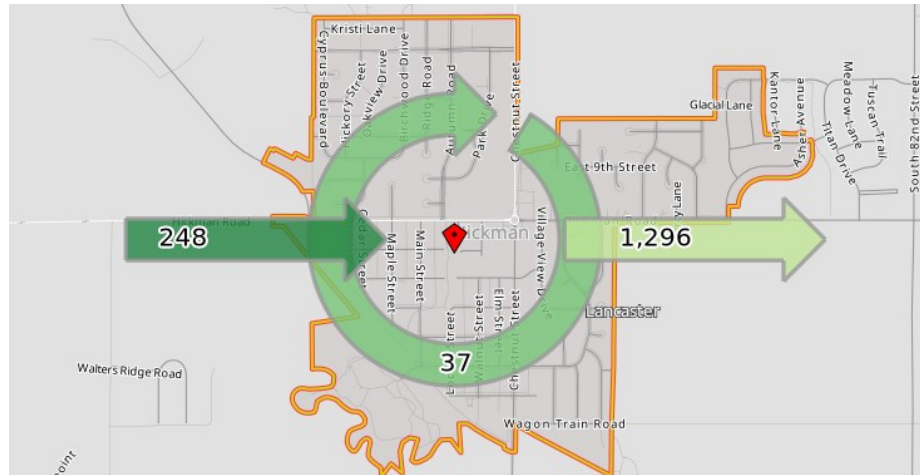 Kristi Lane
Cyprus Boulevard
Hickory Street
Oakview Drive
Birchwood Drive
Ridge Road
Autumn Road
Park Drive
Chestnut Street
Glacial Lane
Kantor Lane
Asher Avenue
Meadow Lane
Titan Drive
Tuscan Trail
South 82nd Street
East 9th Street
Hickman Road
248
Hickman
1,296
Road
Lane
Cedar Street
Maple Street
Main Street
Village View Drive
Lancaster
Elm Street
Walnut Street
Chestnut Street
Street
37
Walters Ridge Road
Wagon Train Road